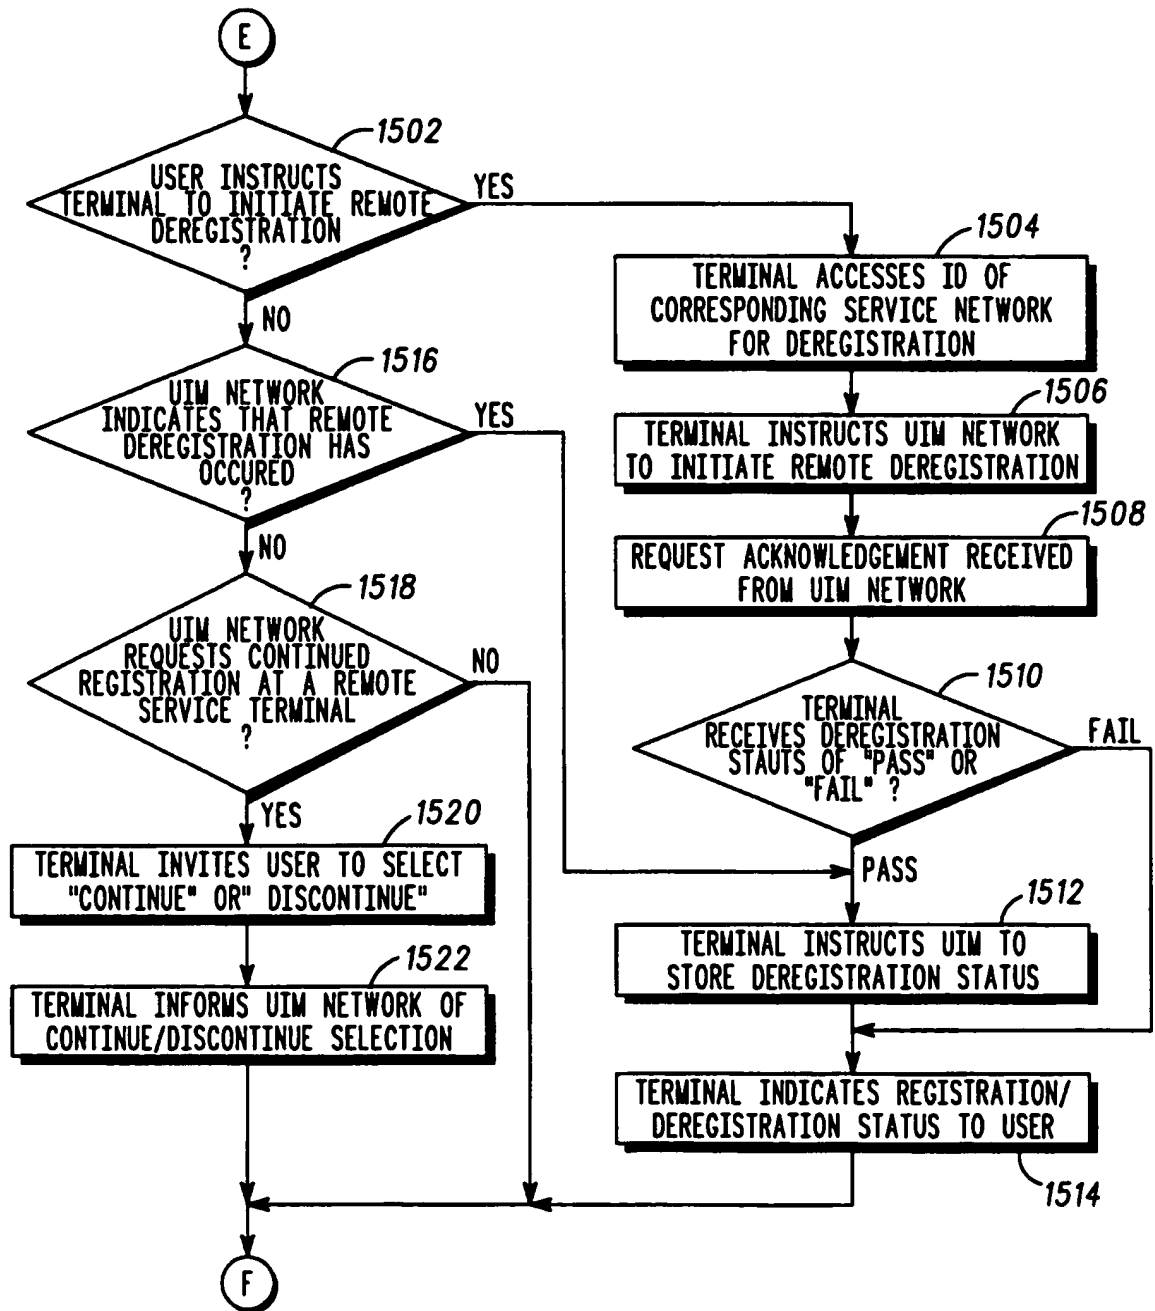 E
1502
USER INSTRUCTS
TERMINAL TO INITIATE REMOTE
DEREGISTRATION
?
YES
NO
1504
TERMINAL ACCESSES ID OF
CORRESPONDING SERVICE NETWORK
FOR DEREGISTRATION
1516
UIM NETWORK
INDICATES THAT REMOTE
DEREGISTRATION HAS
OCCURED
?
YES
NO
1506
TERMINAL INSTRUCTS UIM NETWORK
TO INITIATE REMOTE DEREGISTRATION
1508
REQUEST ACKNOWLEDGEMENT RECEIVED
FROM UIM NETWORK
1518
UIM NETWORK
REQUESTS CONTINUED
REGISTRATION AT A REMOTE
SERVICE TERMINAL
?
NO
YES
1510
TERMINAL
RECEIVES DEREGISTRATION
STAUTS OF "PASS" OR
"FAIL" ?
FAIL
PASS
1520
TERMINAL INVITES USER TO SELECT
"CONTINUE" OR" DISCONTINUE"
1512
TERMINAL INSTRUCTS UIM TO
STORE DEREGISTRATION STATUS
1522
TERMINAL INFORMS UIM NETWORK OF
CONTINUE/DISCONTINUE SELECTION
TERMINAL INDICATES REGISTRATION/
DEREGISTRATION STATUS TO USER
1514
F